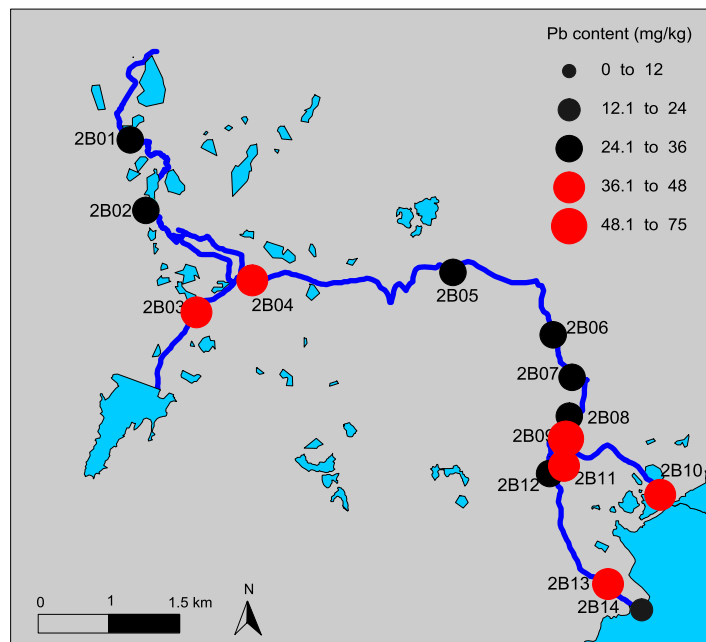 Pb content (mg/kg)
0 to 12
12.1 to 24
24.1 to 36
36.1 to 48
48.1 to 75
2B01
2B02
2B03
2B04
2B05
2B06
2B07
2B08
2B09
2B10
2B11
2B12
2B13
2B14
0 1 1.5 km
N